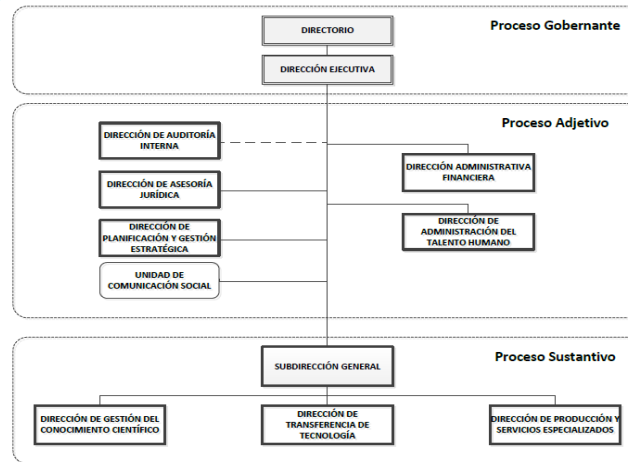 Proceso Gobernante
DIRECTORIO
DIRECCIÓN EJECUTIVA
Proceso Adjetivo
DIRECCIÓN DE AUDITORÍA
INTERNA
DIRECCIÓN ADMINISTRATIVA
FINANCIERA
DIRECCIÓN DE ASESORÍA
JURÍDICA
DIRECCIÓN DE
ADMINISTRACIÓN DEL
TALENTO HUMANO
DIRECCIÓN DE
PLANIFICACIÓN Y GESTIÓN
ESTRATÉGICA
UNIDAD DE
COMUNICACIÓN SOCIAL
Proceso Sustantivo
SUBDIRECCIÓN GENERAL
DIRECCIÓN DE GESTIÓN DEL
CONOCIMIENTO CIENTÍFICO
DIRECCIÓN DE
TRANSFERENCIA DE
TECNOLOGÍA
DIRECCIÓN DE PRODUCCIÓN Y
SERVICIOS ESPECIALIZADOS